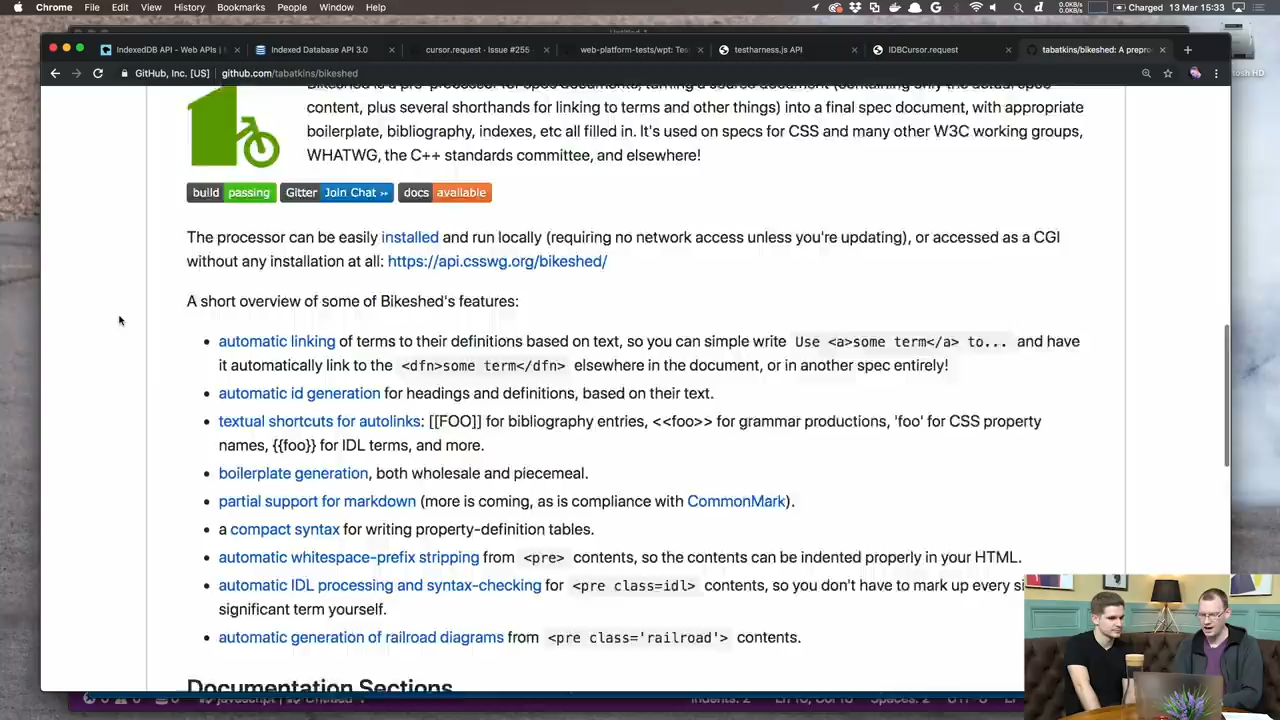 Chrome File Edit View History Bookmarks People Window Help
0.0KB/s
0.0KB/s
Charged 13 Mar 15:33
IndexedDB API - Web APIs | × Indexed Database API 3.0 × cursor.request · Issue #255 × web-platform-tests/wpt: Tes × testharness.js API × IDBCursor.request × tabatkins/bikeshed: A prepro × +
GitHub, Inc. [US] | github.com/tabatkins/bikeshed
osh HD
Bikeshed is a pre-processor for spec documents, turning a source document (containing only the actual spec
content, plus several shorthands for linking to terms and other things) into a final spec document, with appropriate
boilerplate, bibliography, indexes, etc all filled in. It's used on specs for CSS and many other W3C working groups,
WHATWG, the C++ standards committee, and elsewhere!
build passing Gitter Join Chat ›› docs available
The processor can be easily installed and run locally (requiring no network access unless you're updating), or accessed as a CGI
without any installation at all: https://api.csswg.org/bikeshed/
A short overview of some of Bikeshed's features:
• automatic linking of terms to their definitions based on text, so you can simple write Use <a>some term</a> to... and have
it automatically link to the <dfn>some term</dfn> elsewhere in the document, or in another spec entirely!
• automatic id generation for headings and definitions, based on their text.
• textual shortcuts for autolinks: [[FOO]] for bibliography entries, <<foo>> for grammar productions, 'foo' for CSS property
names, {{foo}} for IDL terms, and more.
• boilerplate generation, both wholesale and piecemeal.
• partial support for markdown (more is coming, as is compliance with CommonMark).
• a compact syntax for writing property-definition tables.
• automatic whitespace-prefix stripping from <pre> contents, so the contents can be indented properly in your HTML.
• automatic IDL processing and syntax-checking for <pre class=idl> contents, so you don't have to mark up every si
significant term yourself.
• automatic generation of railroad diagrams from <pre class='railroad'> contents.
Documentation Sections